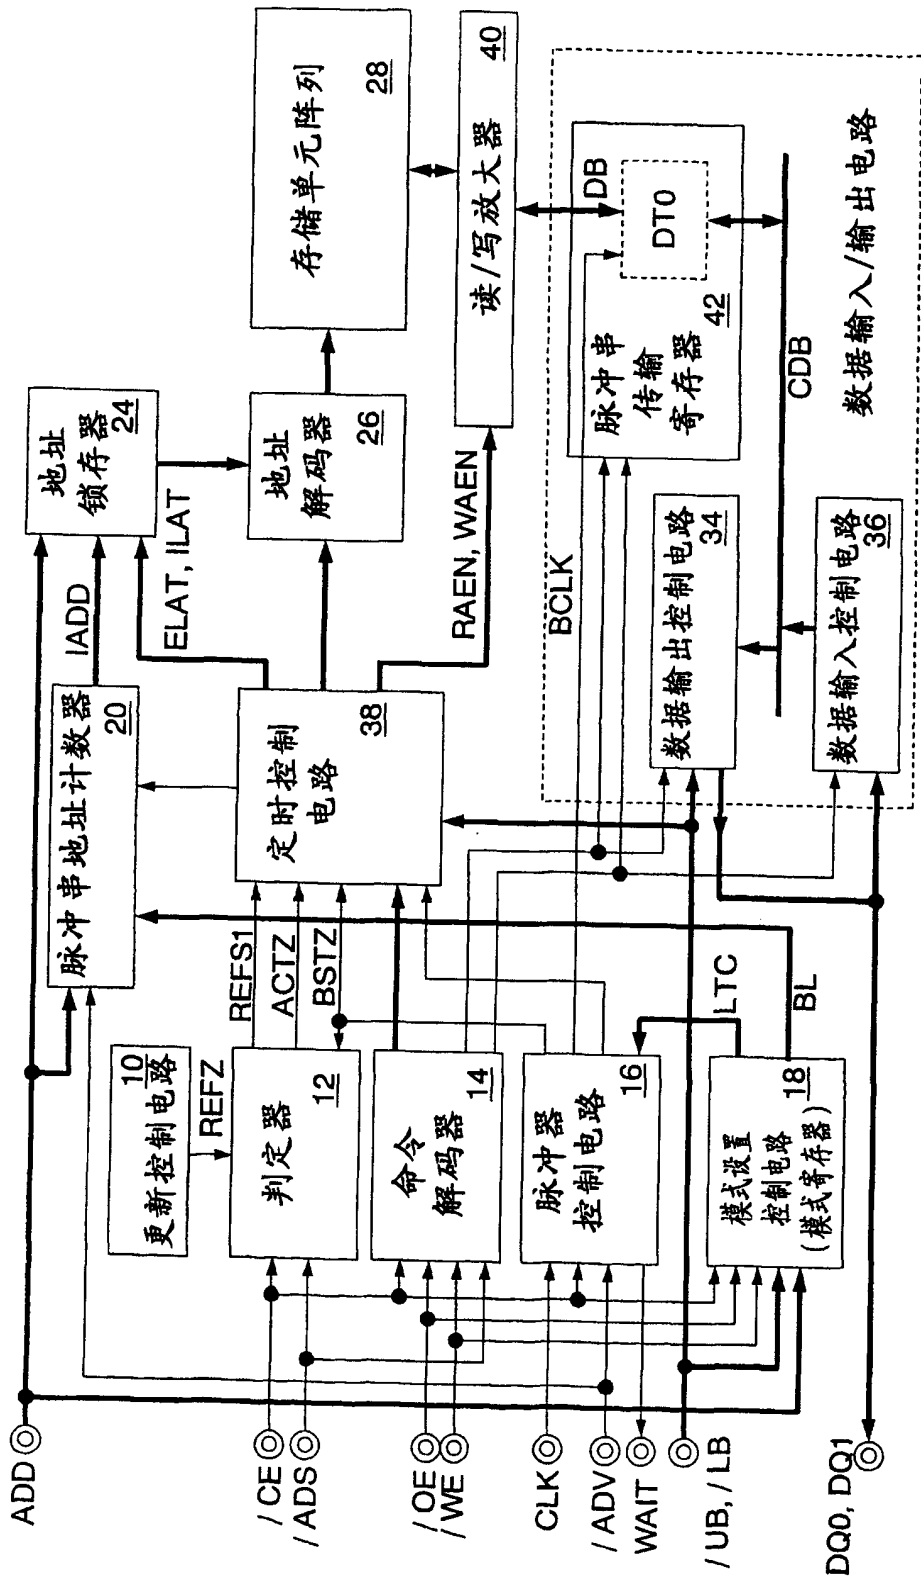 ADD
/ CE
/ ADS
/ OE
/ WE
CLK
/ ADV
WAIT
/ UB, / LB
DQ0, DQ1
更新控制电路
10
REFZ
判定器
12
命令
解码器
14
脉冲器
控制电路
16
模式设置
控制电路
(模式寄存器)
18
REFS1
ACTZ
BSTZ
LTC
BL
脉冲串地址计数器
20
定时控制
电路
38
IADD
ELAT, ILAT
RAEN, WAEN
BCLK
地址
锁存器
24
地址
解码器
26
存储单元阵列
28
读/写放大器
40
DB
脉冲串
传输
寄存器
42
DT0
数据输出控制电路
34
数据输入控制电路
36
CDB
数据输入/输出电路